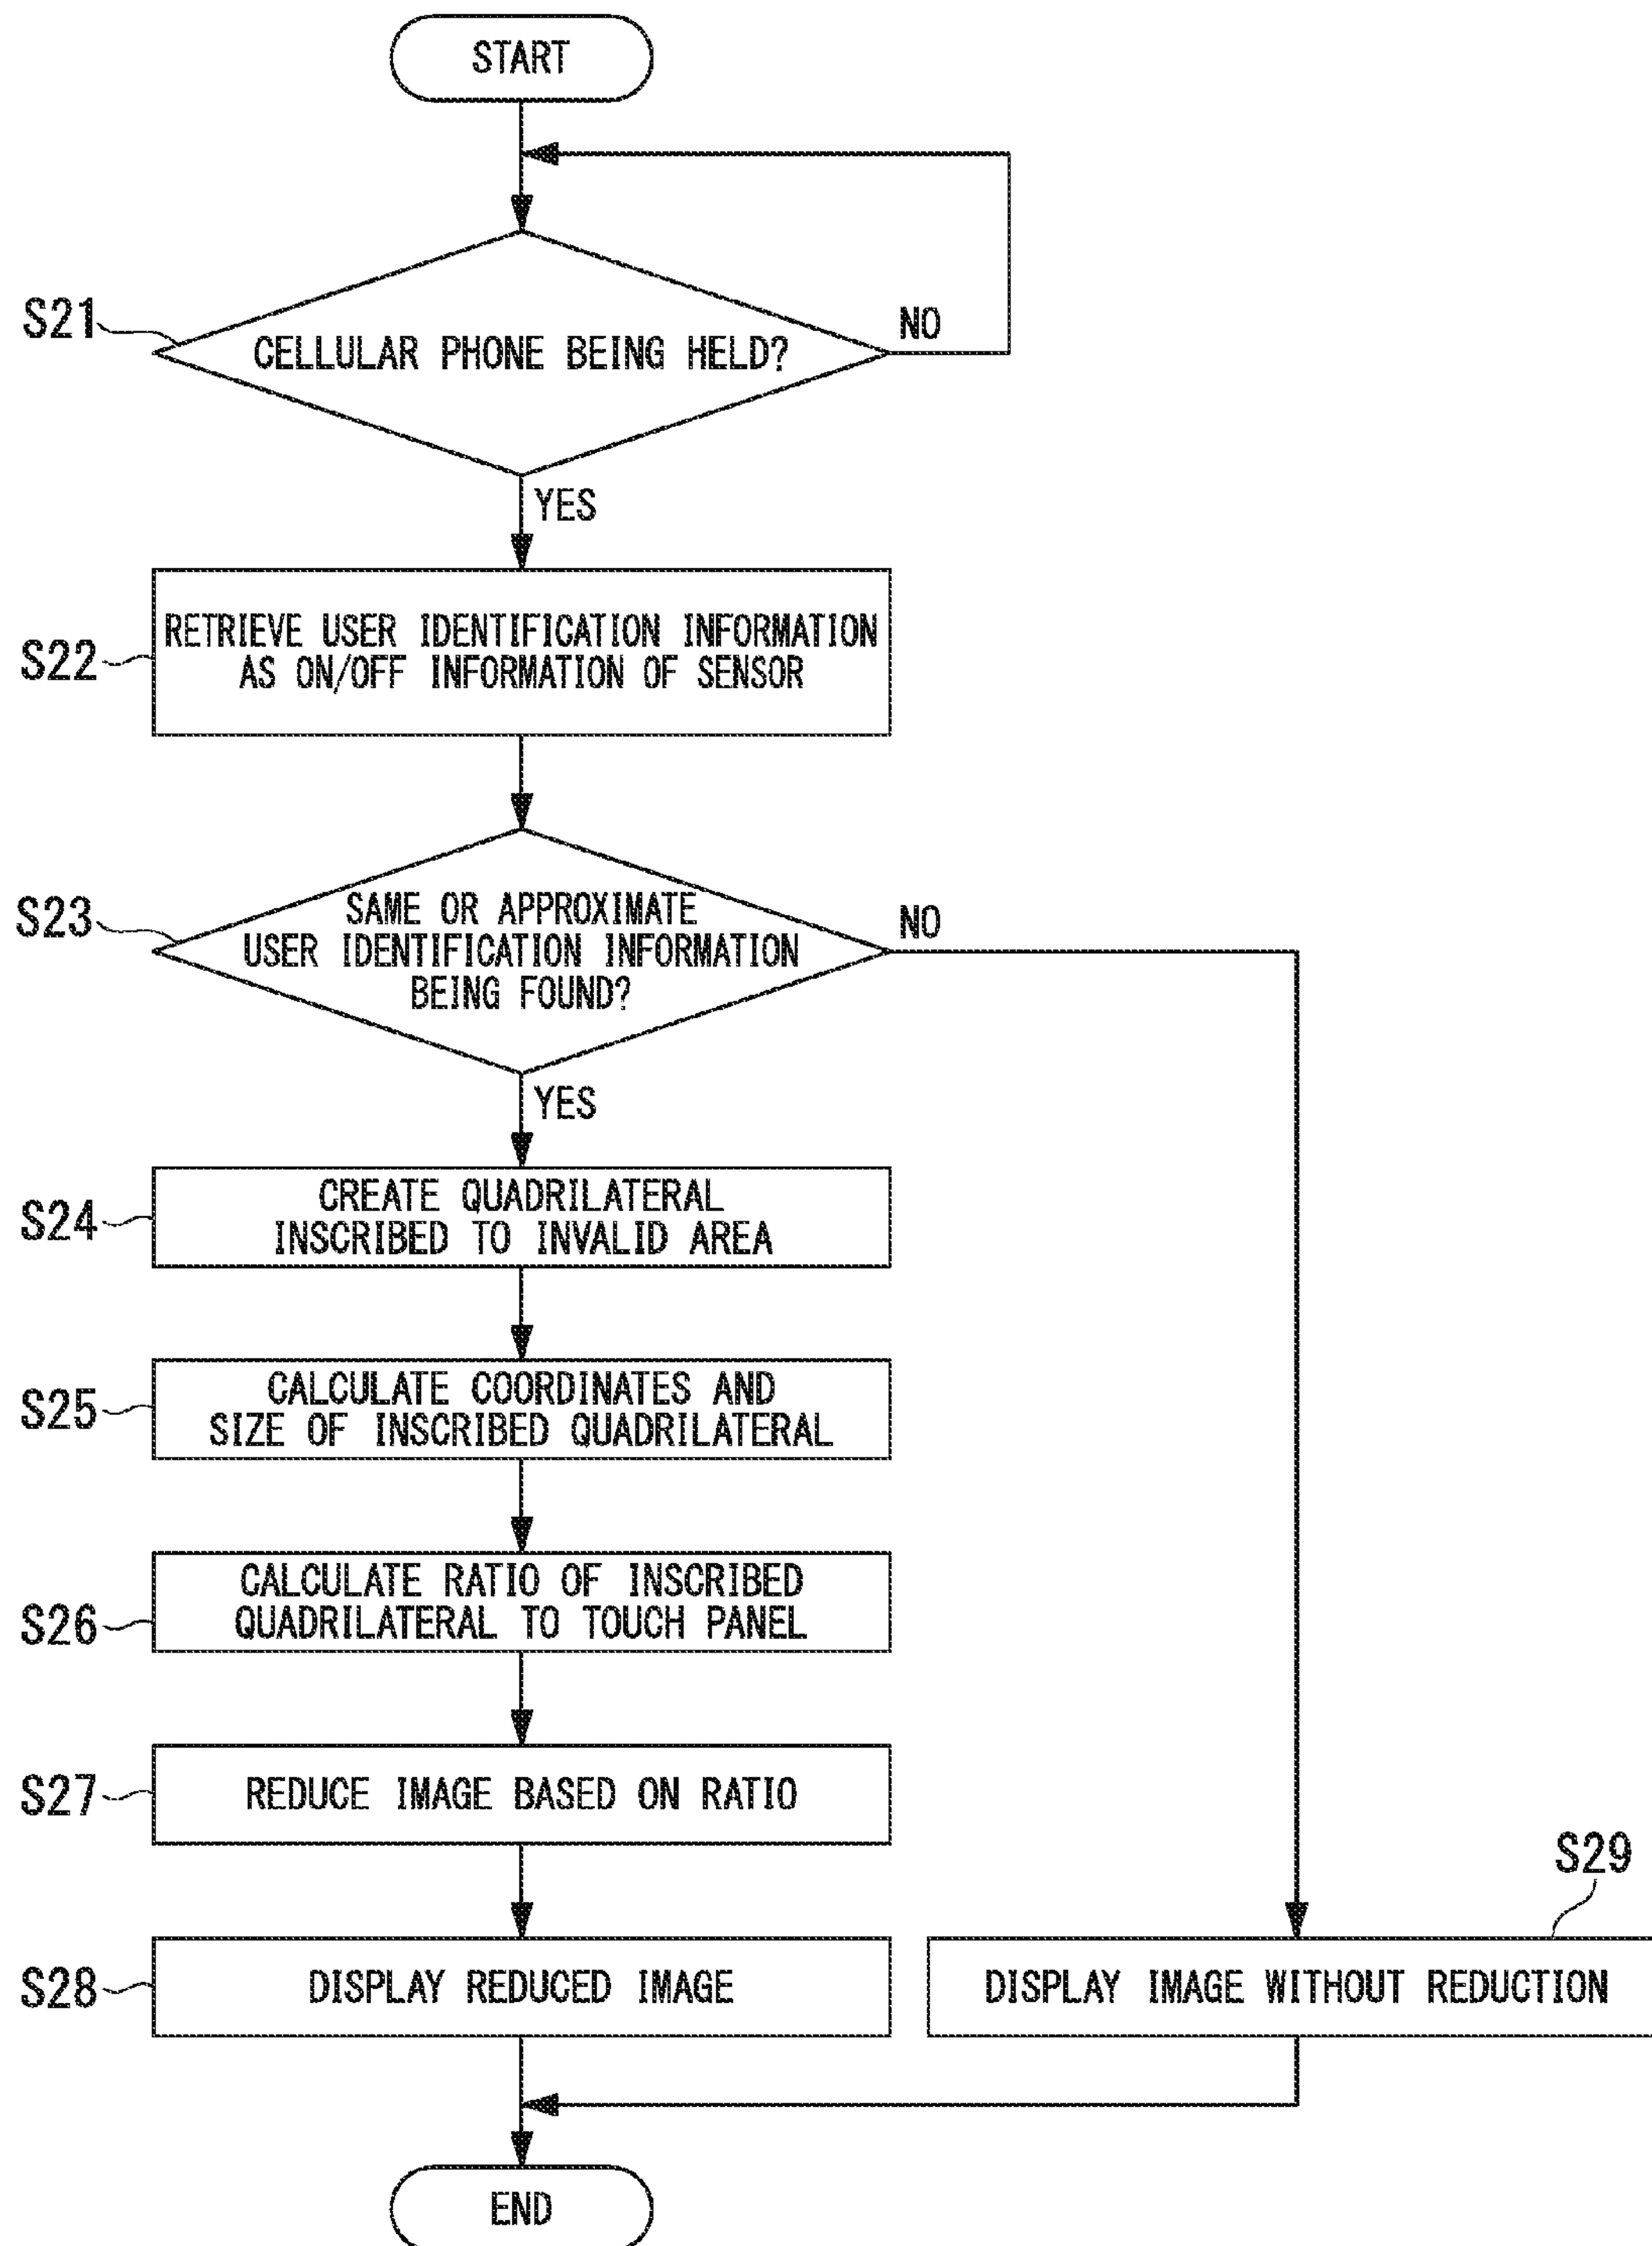 START
S21
CELLULAR PHONE BEING HELD?
NO
YES
S22
RETRIEVE USER IDENTIFICATION INFORMATION
AS ON/OFF INFORMATION OF SENSOR
S23
SAME OR APPROXIMATE
USER IDENTIFICATION INFORMATION
BEING FOUND?
NO
YES
S24
CREATE QUADRILATERAL
INSCRIBED TO INVALID AREA
S25
CALCULATE COORDINATES AND
SIZE OF INSCRIBED QUADRILATERAL
S26
CALCULATE RATIO OF INSCRIBED
QUADRILATERAL TO TOUCH PANEL
S27
REDUCE IMAGE BASED ON RATIO
S28
DISPLAY REDUCED IMAGE
S29
DISPLAY IMAGE WITHOUT REDUCTION
END